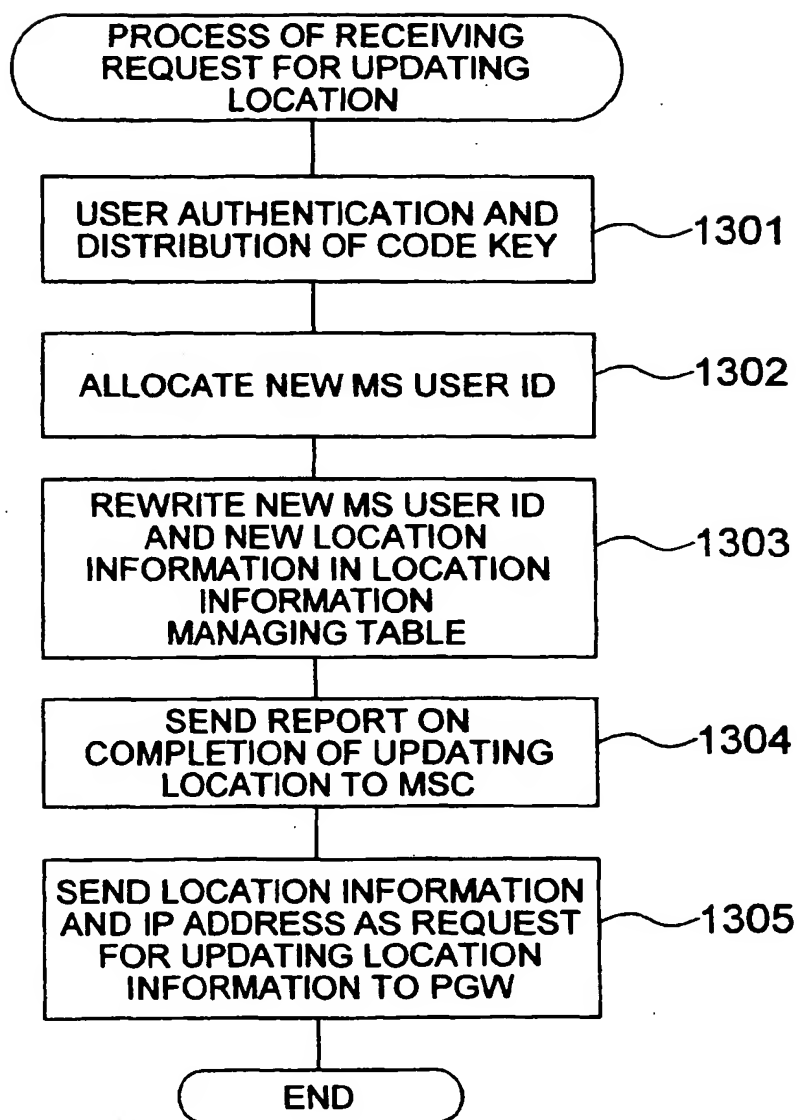 PROCESS OF RECEIVING
REQUEST FOR UPDATING
LOCATION
USER AUTHENTICATION AND
DISTRIBUTION OF CODE KEY
1301
ALLOCATE NEW MS USER ID
1302
REWRITE NEW MS USER ID
AND NEW LOCATION
INFORMATION IN LOCATION
INFORMATION
MANAGING TABLE
1303
SEND REPORT ON
COMPLETION OF UPDATING
LOCATION TO MSC
1304
SEND LOCATION INFORMATION
AND IP ADDRESS AS REQUEST
FOR UPDATING LOCATION
INFORMATION TO PGW
1305
END